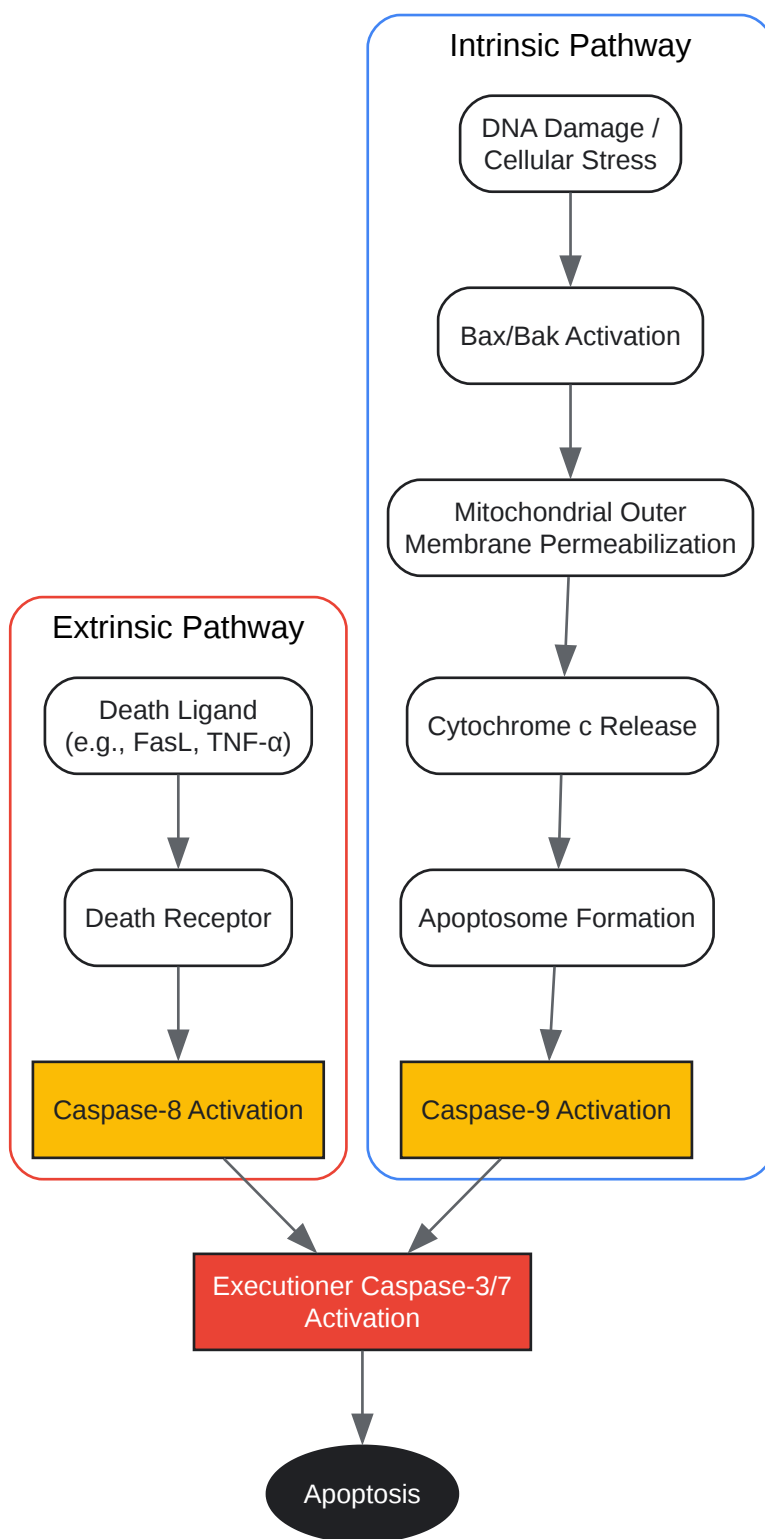 Intrinsic Pathway
DNA Damage /
Cellular Stress
Bax/Bak Activation
Mitochondrial Outer
Membrane Permeabilization
Cytochrome c Release
Apoptosome Formation
Caspase-9 Activation
Extrinsic Pathway
Death Ligand
(e.g., FasL, TNF-α)
Death Receptor
Caspase-8 Activation
Executioner Caspase-3/7
Activation
Apoptosis